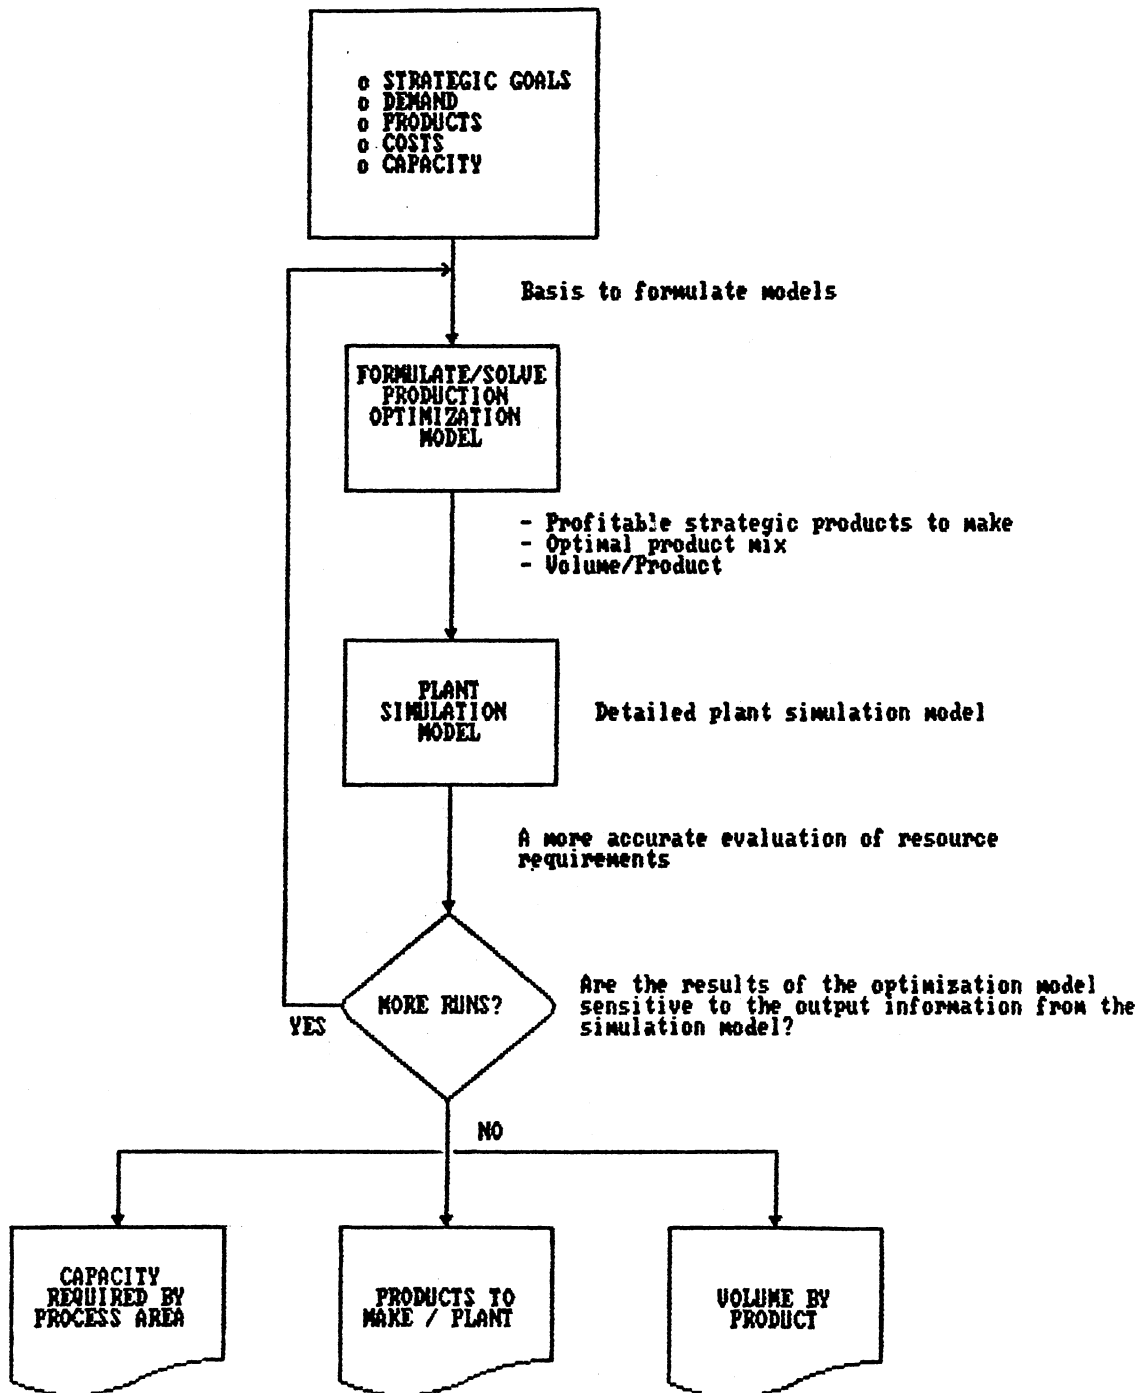 o STRATEGIC GOALS
o DEMAND
o PRODUCTS
o COSTS
o CAPACITY
Basis to formulate models
FORMULATE/SOLVE
PRODUCTION
OPTIMIZATION
MODEL
- Profitable strategic products to make
- Optimal product mix
- Volume/Product
PLANT
SIMULATION
MODEL
Detailed plant simulation model
A more accurate evaluation of resource
requirements
MORE RUNS?
Are the results of the optimization model
sensitive to the output information from the
simulation model?
YES
NO
CAPACITY
REQUIRED BY
PROCESS AREA
PRODUCTS TO
MAKE / PLANT
VOLUME BY
PRODUCT